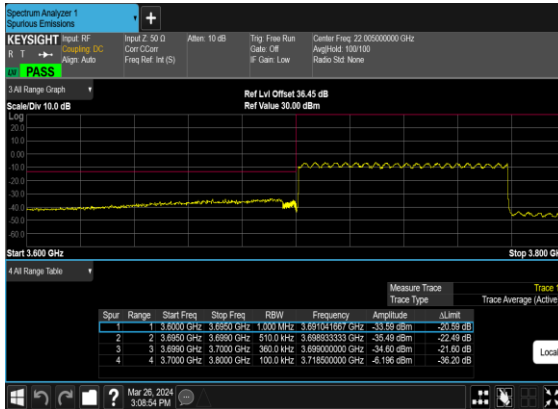 Spectrum Analyzer 1
Spurious Emissions
+
KEYSIGHT Input: RF Input Z: 50 Ω Atten: 10 dB Trig: Free Run Center Freq: 22.005000000 GHz
R T Coupling: DC Corr CCorr Gate: Off Avg|Hold: 100/100
Align: Auto Freq Ref: Int (S) IF Gain: Low Radio Std: None
PASS
3 All Range Graph
Ref Lvl Offset 36.45 dB
Scale/Div 10.0 dB Ref Value 30.00 dBm
Log
20.0
10.0
0.00
-10.0
-20.0
-30.0
-40.0
-50.0
-60.0
Start 3.600 GHz Stop 3.800 GH
4 All Range Table
Measure Trace Trace 1
Trace Type Trace Average (Active
Spur Range Start Freq Stop Freq RBW Frequency Amplitude ΔLimit
1 1 3.6000 GHz 3.6950 GHz 1.000 MHz 3.691041667 GHz -33.59 dBm -20.59 dB
2 2 3.6950 GHz 3.6990 GHz 510.0 kHz 3.698933333 GHz -35.49 dBm -22.49 dB
3 3 3.6990 GHz 3.7000 GHz 360.0 kHz 3.699000000 GHz -34.60 dBm -21.60 dB
4 4 3.7000 GHz 3.8000 GHz 100.0 kHz 3.718500000 GHz -6.196 dBm -36.20 dB
Local
? Mar 26, 2024
3:08:54 PM